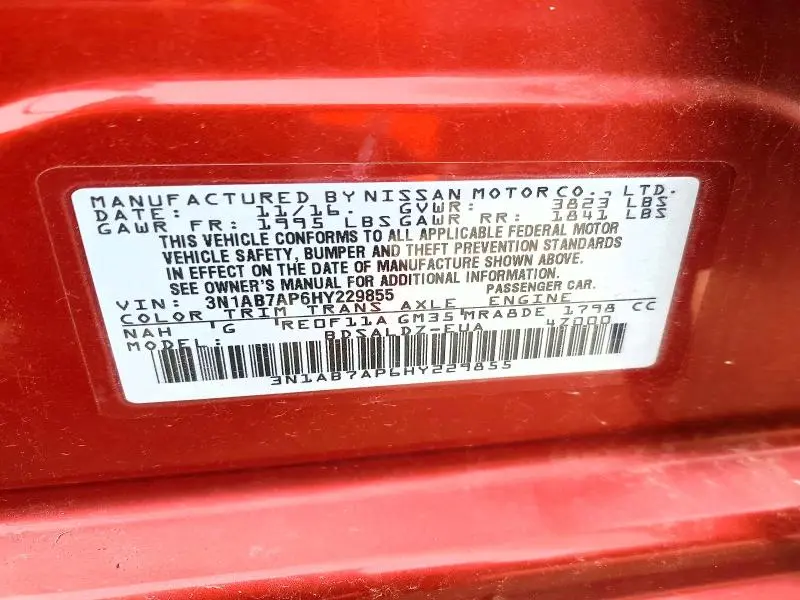 MANUFACTURED BY NISSAN MOTOR CO., LTD.
DATE: 11/16. GVWR: 3823 LBS
GAWR FR: 1995 LBS GAWR RR: 1841 LBS
THIS VEHICLE CONFORMS TO ALL APPLICABLE FEDERAL MOTOR
VEHICLE SAFETY, BUMPER AND THEFT PREVENTION STANDARDS
IN EFFECT ON THE DATE OF MANUFACTURE SHOWN ABOVE.
SEE OWNER'S MANUAL FOR ADDITIONAL INFORMATION.
VIN: 3N1AB7AP6HY229855 PASSENGER CAR.
COLOR TRIM TRANS AXLE ENGINE
NAH G RE0F11A GM35 MRA8DE 1798 CC
MODEL: BDSALDZ-EUA 4Z000
3N1AB7AP6HY229855